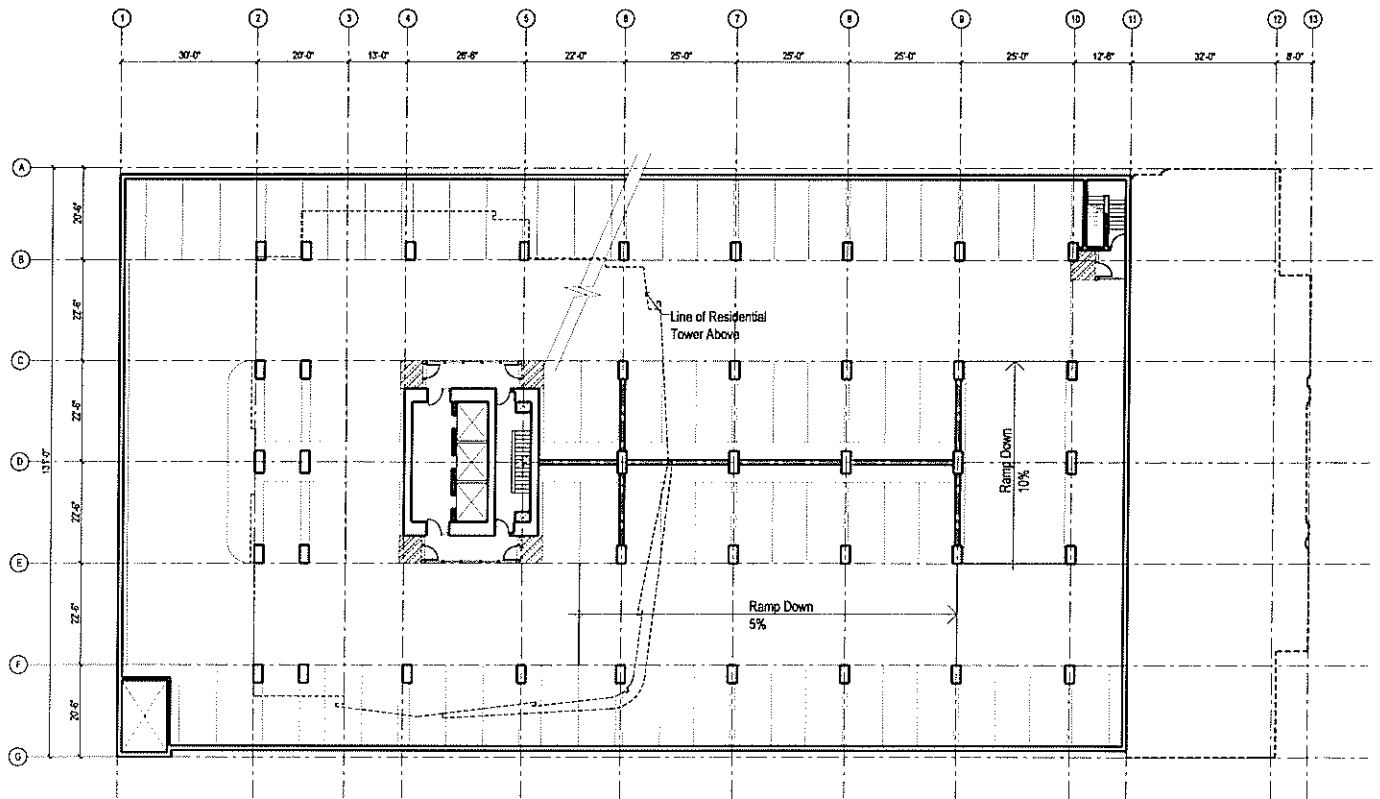 1 2 3 4 5 6 7 8 9 10 11 12 13
30'-0" 20'-0" 13'-0" 26'-6" 22'-0" 25'-0" 25'-0" 25'-0" 25'-0" 12'-6" 32'-0" 8'-0"
A
20'-6"
B
22'-6"
Line of Residential
Tower Above
C
22'-6"
D
131'-0"
Ramp Down
10%
22'-6"
E
22'-6"
Ramp Down
5%
F
20'-6"
G